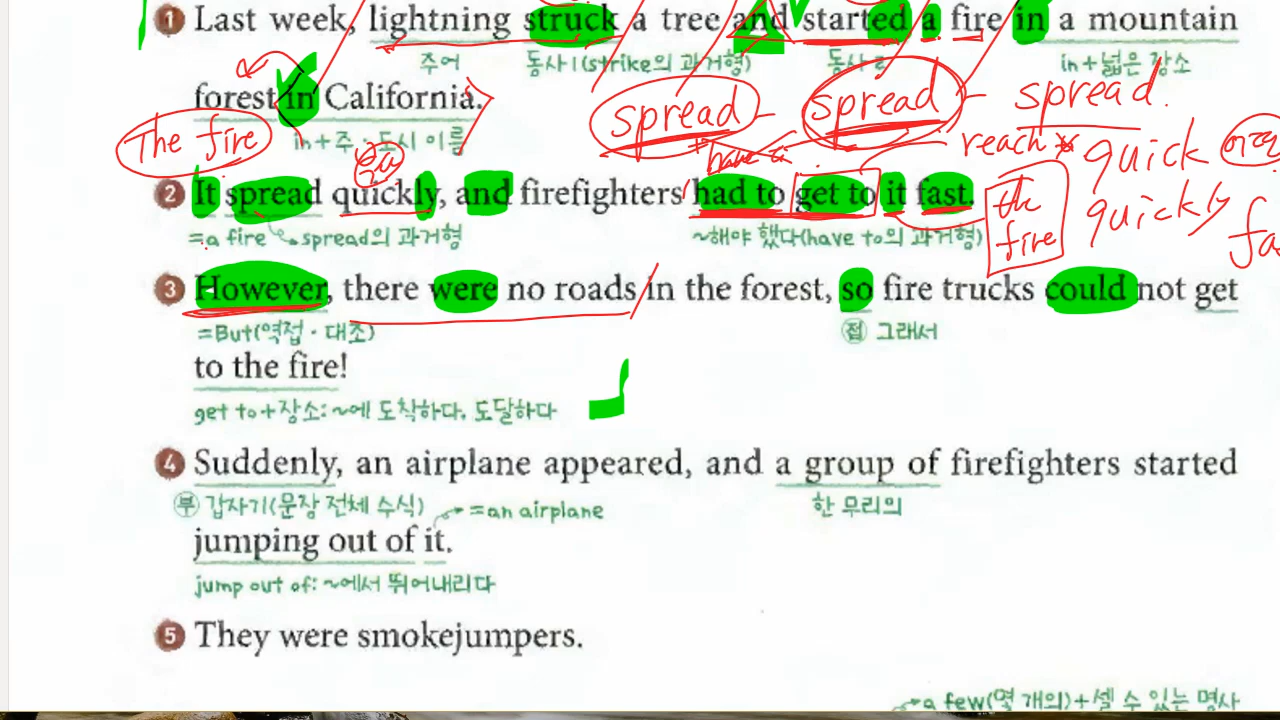 1 Last week, lightning struck a tree and started a fire in a mountain
주어 동사1(strike의 과거형) 동사2 in+넓은 장소
forest in California.
in+주·도시 이름
The fire
spread - spread - spread.
reach
quick
quickly
the fire
2 It spread quickly, and firefighters had to get to it fast.
=a fire spread의 과거형 ~해야 했다(have to의 과거형)
3 However, there were no roads in the forest, so fire trucks could not get
=But(역접·대조) 접 그래서
to the fire!
get to+장소: ~에 도착하다, 도달하다
4 Suddenly, an airplane appeared, and a group of firefighters started
부 갑자기(문장 전체 수식) =an airplane 한 무리의
jumping out of it.
jump out of: ~에서 뛰어내리다
5 They were smokejumpers.
a few(몇 개의)+셀 수 있는 명사